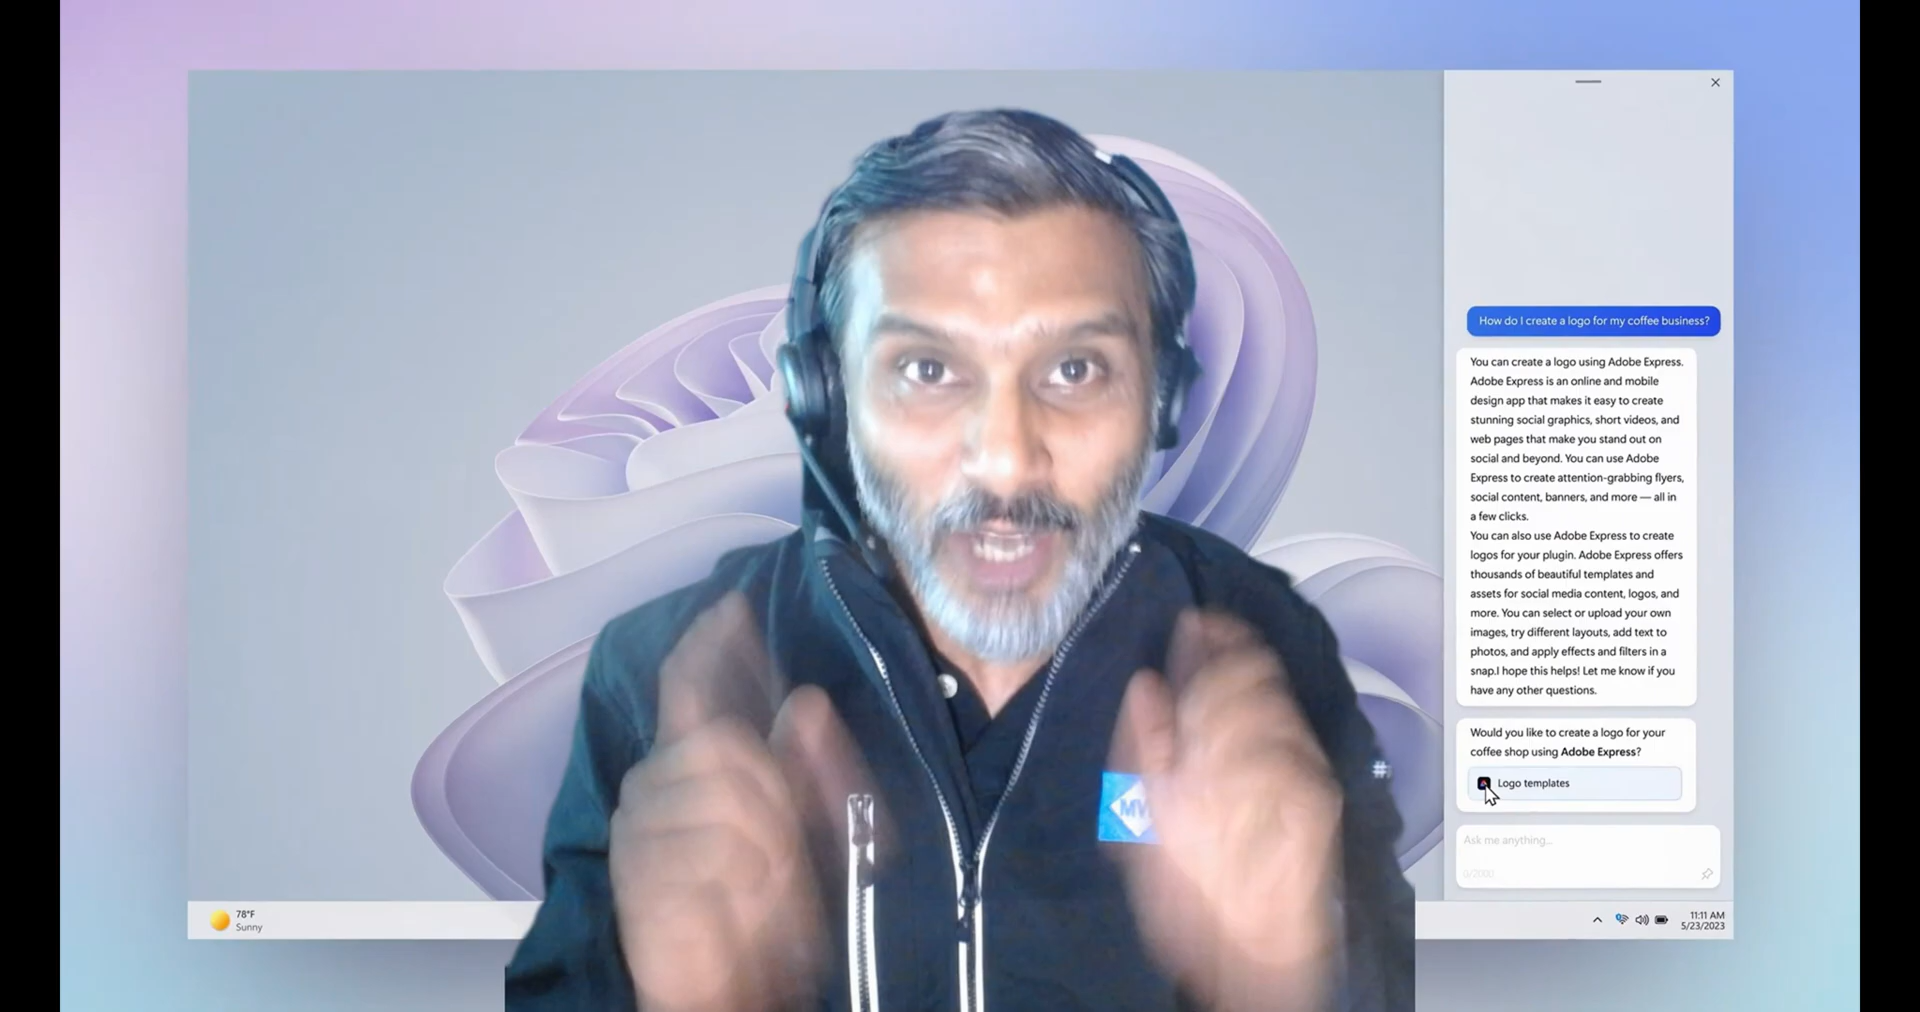 How do I create a logo for my coffee business?
You can create a logo using Adobe Express.
Adobe Express is an online and mobile
design app that makes it easy to create
stunning social graphics, short videos, and
web pages that make you stand out on
social and beyond. You can use Adobe
Express to create attention-grabbing flyers,
social content, banners, and more — all in
a few clicks.
You can also use Adobe Express to create
logos for your plugin. Adobe Express offers
thousands of beautiful templates and
assets for social media content, logos, and
more. You can select or upload your own
images, try different layouts, add text to
photos, and apply effects and filters in a
snap.I hope this helps! Let me know if you
have any other questions.
Would you like to create a logo for your
coffee shop using Adobe Express?
Logo templates
Ask me anything...
0/2000
#
78°F
Sunny
11:11 AM
5/23/2023